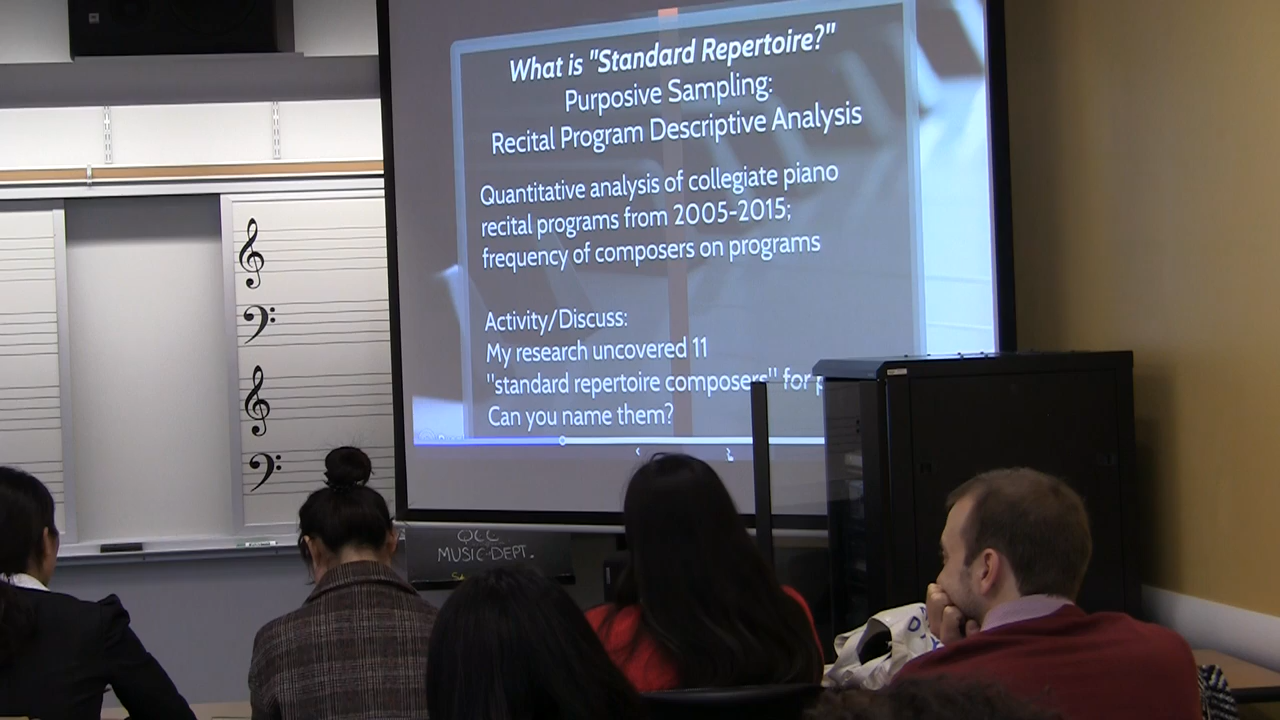 What is "Standard Repertoire?"
Purposive Sampling:
Recital Program Descriptive Analysis
Quantitative analysis of collegiate piano
recital programs from 2005-2015;
frequency of composers on programs
Activity/Discuss:
My research uncovered 11
"standard repertoire composers" for
Can you name them?
QCC
MUSIC DEPT.